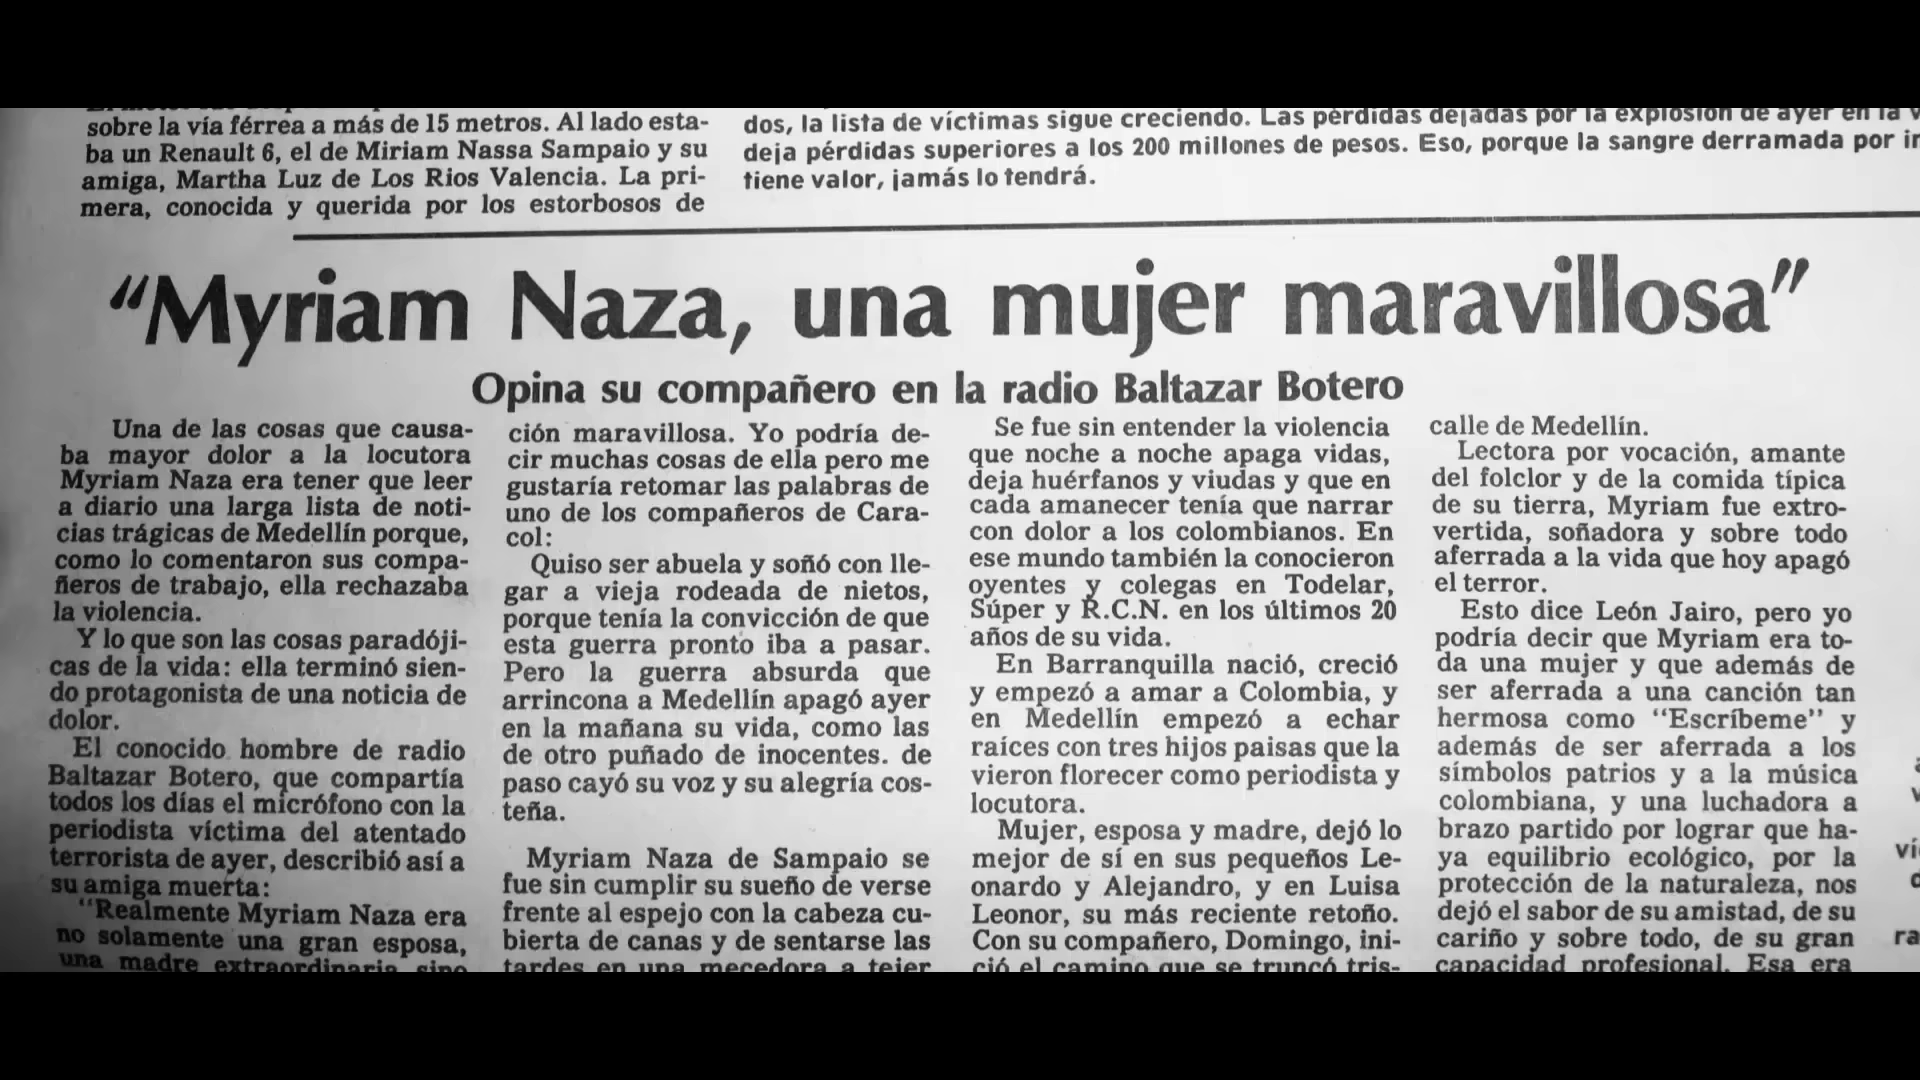 sobre la vía férrea a más de 15 metros. Al lado esta-
ba un Renault 6, el de Miriam Nassa Sampaio y su
amiga, Martha Luz de Los Rios Valencia. La pri-
mera, conocida y querida por los estorbosos de
dos, la lista de víctimas sigue creciendo. Las pérdidas dejadas por la explosión de ayer en la
deja pérdidas superiores a los 200 millones de pesos. Eso, porque la sangre derramada por
tiene valor, jamás lo tendrá.
“Myriam Naza, una mujer maravillosa”
Opina su compañero en la radio Baltazar Botero
Una de las cosas que causa-
ba mayor dolor a la locutora
Myriam Naza era tener que leer
a diario una larga lista de noti-
cias trágicas de Medellín porque,
como lo comentaron sus compa-
ñeros de trabajo, ella rechazaba
la violencia.
Y lo que son las cosas paradóji-
cas de la vida: ella terminó sien-
do protagonista de una noticia de
dolor.
El conocido hombre de radio
Baltazar Botero, que compartía
todos los días el micrófono con la
periodista víctima del atentado
terrorista de ayer, describió así a
su amiga muerta:
“Realmente Myriam Naza era
no solamente una gran esposa,
una madre extraordinaria, sino
ción maravillosa. Yo podría de-
cir muchas cosas de ella pero me
gustaría retomar las palabras de
uno de los compañeros de Cara-
col:
Quiso ser abuela y soñó con lle-
gar a vieja rodeada de nietos,
porque tenía la convicción de que
esta guerra pronto iba a pasar.
Pero la guerra absurda que
arrincona a Medellín apagó ayer
en la mañana su vida, como las
de otro puñado de inocentes. de
paso cayó su voz y su alegría cos-
teña.
Myriam Naza de Sampaio se
fue sin cumplir su sueño de verse
frente al espejo con la cabeza cu-
bierta de canas y de sentarse las
tardes en una mecedora a tejer
Se fue sin entender la violencia
que noche a noche apaga vidas,
deja huérfanos y viudas y que en
cada amanecer tenía que narrar
con dolor a los colombianos. En
ese mundo también la conocieron
oyentes y colegas en Todelar,
Súper y R.C.N. en los últimos 20
años de su vida.
En Barranquilla nació, creció
y empezó a amar a Colombia, y
en Medellín empezó a echar
raíces con tres hijos paisas que la
vieron florecer como periodista y
locutora.
Mujer, esposa y madre, dejó lo
mejor de sí en sus pequeños Le-
onardo y Alejandro, y en Luisa
Leonor, su más reciente retoño.
Con su compañero, Domingo, ini-
ció el camino que se truncó tris-
calle de Medellín.
Lectora por vocación, amante
del folclor y de la comida típica
de su tierra, Myriam fue extro-
vertida, soñadora y sobre todo
aferrada a la vida que hoy apagó
el terror.
Esto dice León Jairo, pero yo
podría decir que Myriam era to-
da una mujer y que además de
ser aferrada a una canción tan
hermosa como “Escríbeme” y
además de ser aferrada a los
símbolos patrios y a la música
colombiana, y una luchadora a
brazo partido por lograr que ha-
ya equilibrio ecológico, por la
protección de la naturaleza, nos
dejó el sabor de su amistad, de su
cariño y sobre todo, de su gran
capacidad profesional. Esa era